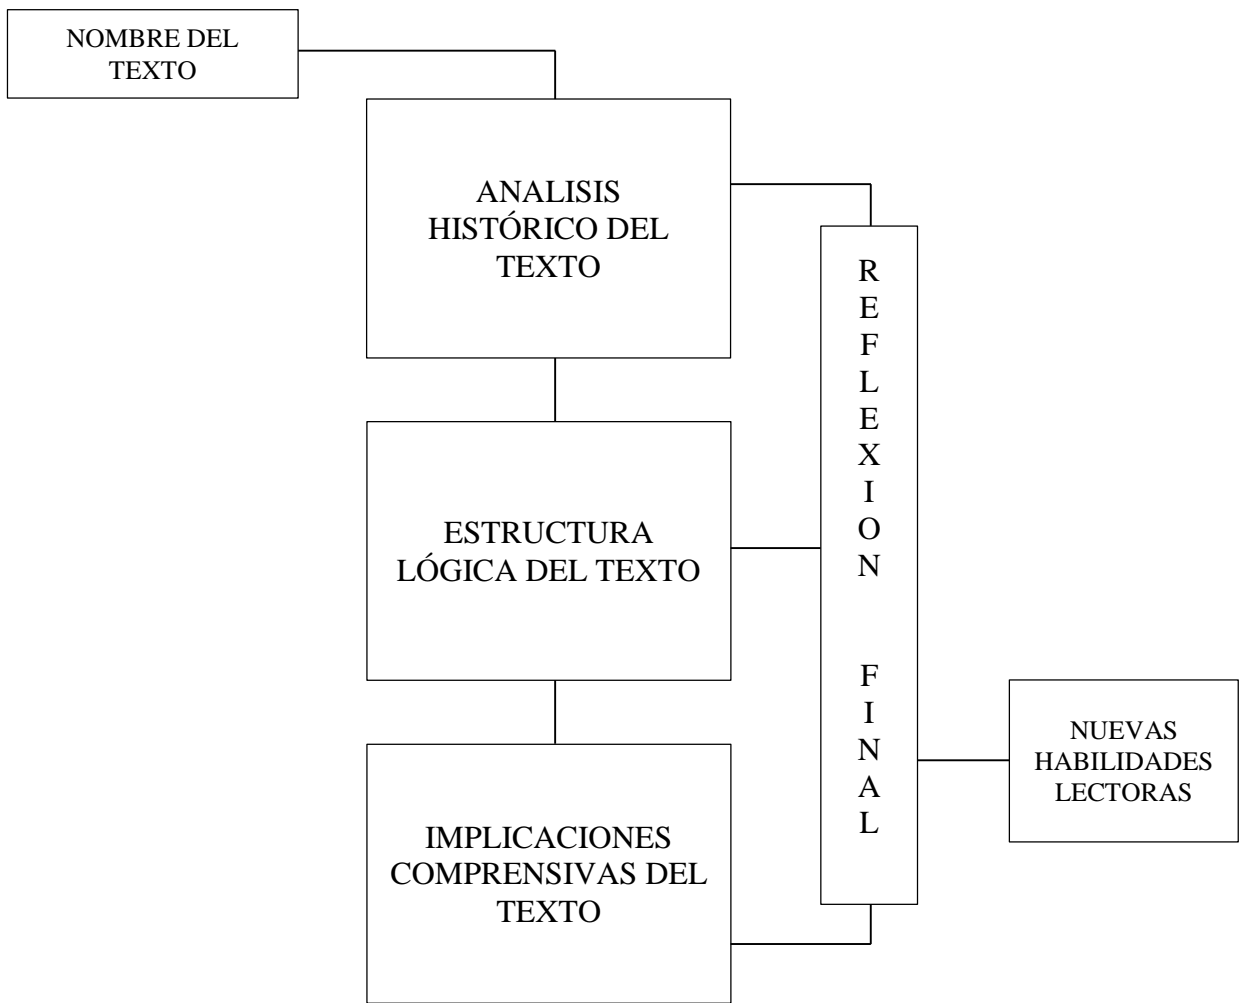 NOMBRE DEL
TEXTO
ANALISIS
HISTÓRICO DEL
TEXTO
ESTRUCTURA
LÓGICA DEL TEXTO
IMPLICACIONES
COMPRENSIVAS DEL
TEXTO
R
E
F
L
E
X
I
O
N
F
I
N
A
L
NUEVAS
HABILIDADES
LECTORAS